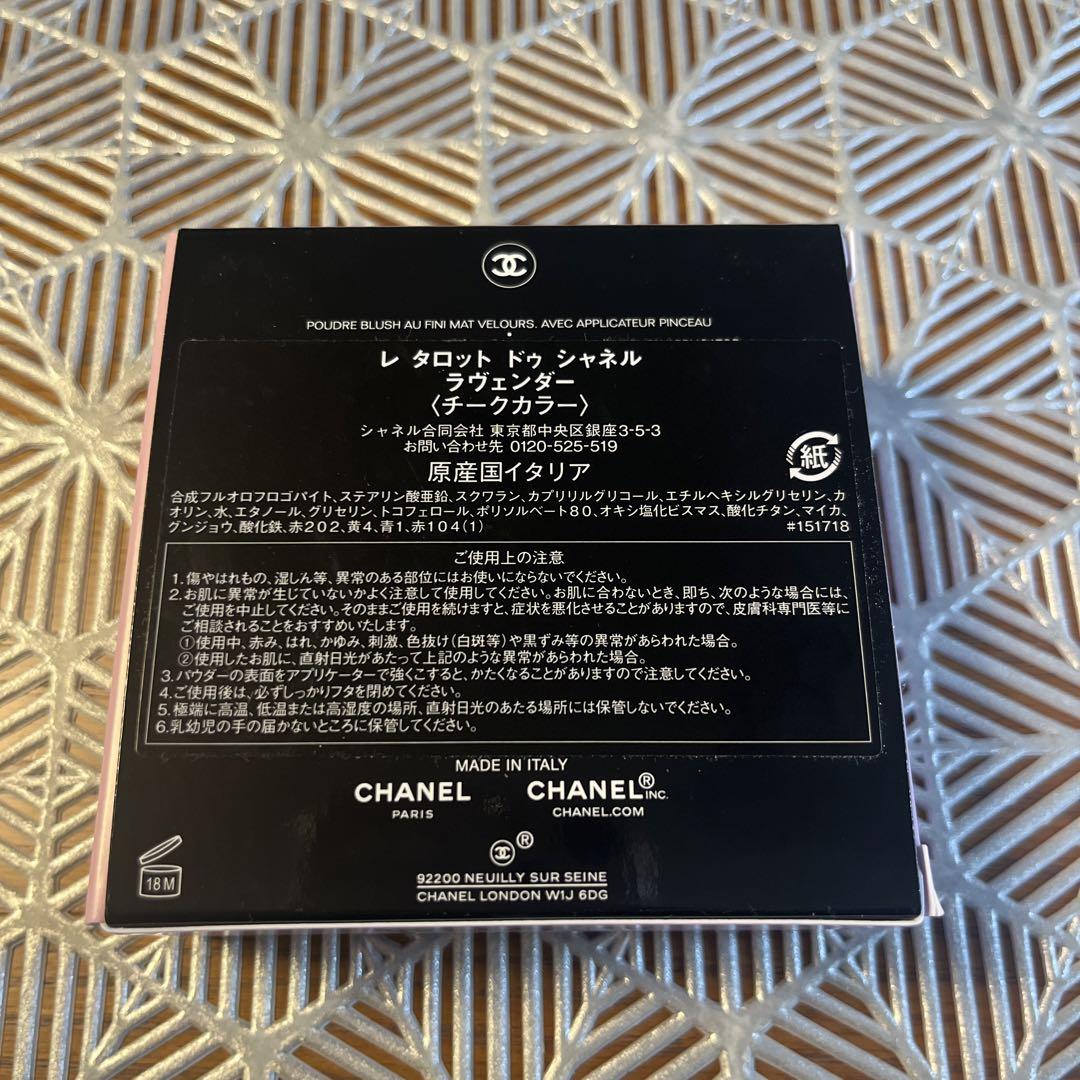 POUDRE BLUSH AU FINI MAT VELOURS. AVEC APPLICATEUR PINCEAU
レ タロット ドゥ シャネル
ラヴェンダー
〈チークカラー〉
シャネル合同会社 東京都中央区銀座3-5-3
お問い合わせ先 0120-525-519
原産国イタリア
紙
合成フルオロフロゴパイト、ステアリン酸亜鉛、スクワラン、カプリリルグリコール、エチルヘキシルグリセリン、カ
オリン、水、エタノール、グリセリン、トコフェロール、ポリソルベート80、オキシ塩化ビスマス、酸化チタン、マイカ、
グンジョウ、酸化鉄、赤202、黄4、青1、赤104(1) #151718
ご使用上の注意
1.傷やはれもの、湿しん等、異常のある部位にはお使いにならないでください。
2.お肌に異常が生じていないかよく注意して使用してください。お肌に合わないとき、即ち、次のような場合には、
ご使用を中止してください。そのままご使用を続けますと、症状を悪化させることがありますので、皮膚科専門医等に
ご相談されることをおすすめいたします。
①使用中、赤み、はれ、かゆみ、刺激、色抜け(白斑等)や黒ずみ等の異常があらわれた場合。
②使用したお肌に、直射日光があたって上記のような異常があらわれた場合。
3.パウダーの表面をアプリケーターで強くこすると、かたくなることがありますので注意してください。
4.ご使用後は、必ずしっかりフタを閉めてください。
5.極端に高温、低温または高湿度の場所、直射日光のあたる場所には保管しないでください。
6.乳幼児の手の届かないところに保管してください。
MADE IN ITALY
CHANEL CHANEL® INC.
PARIS CHANEL.COM
®
18 M
92200 NEUILLY SUR SEINE
CHANEL LONDON W1J 6DG